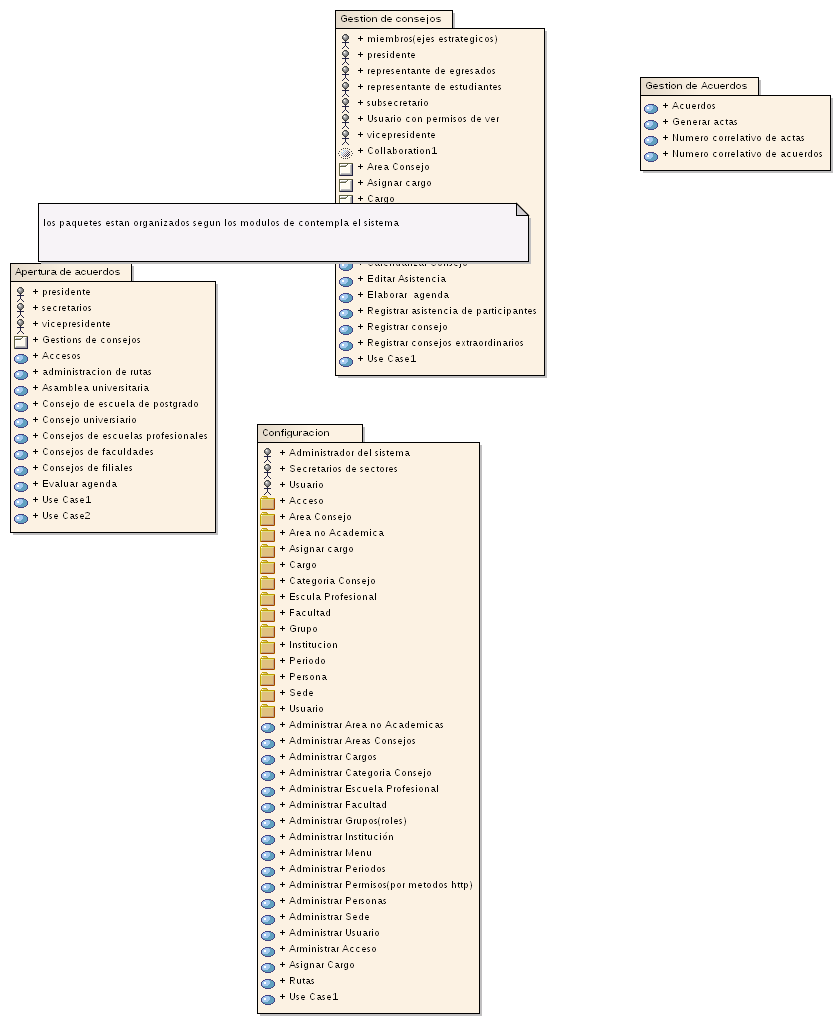 Gestion de consejos
+ miembros(ejes estrategicos)
+ presidente
+ representante de egresados
+ representante de estudiantes
+ subsecretario
+ Usuario con permisos de ver
+ vicepresidente
+ Collaboration1
+ Area Consejo
+ Asignar cargo
+ Cargo
+ Calendarizar Consejo
+ Editar Asistencia
+ Elaborar agenda
+ Registrar asistencia de participantes
+ Registrar consejo
+ Registrar consejos extraordinarios
+ Use Case1
Gestion de Acuerdos
+ Acuerdos
+ Generar actas
+ Numero correlativo de actas
+ Numero correlativo de acuerdos
los paquetes estan organizados segun los modulos de contempla el sistema
Apertura de acuerdos
+ presidente
+ secretarios
+ vicepresidente
+ Gestions de consejos
+ Accesos
+ administracion de rutas
+ Asamblea universitaria
+ Consejo de escuela de postgrado
+ Consejo universiario
+ Consejos de escuelas profesionales
+ Consejos de faculdades
+ Consejos de filiales
+ Evaluar agenda
+ Use Case1
+ Use Case2
Configuracion
+ Administrador del sistema
+ Secretarios de sectores
+ Usuario
+ Acceso
+ Area Consejo
+ Area no Academica
+ Asignar cargo
+ Cargo
+ Categoria Consejo
+ Escula Profesional
+ Facultad
+ Grupo
+ Institucion
+ Periodo
+ Persona
+ Sede
+ Usuario
+ Administrar Area no Academicas
+ Administrar Areas Consejos
+ Administrar Cargos
+ Administrar Categoria Consejo
+ Administrar Escuela Profesional
+ Administrar Facultad
+ Administrar Grupos(roles)
+ Administrar Institución
+ Administrar Menu
+ Administrar Periodos
+ Administrar Permisos(por metodos http)
+ Administrar Personas
+ Administrar Sede
+ Administrar Usuario
+ Arministrar Acceso
+ Asignar Cargo
+ Rutas
+ Use Case1